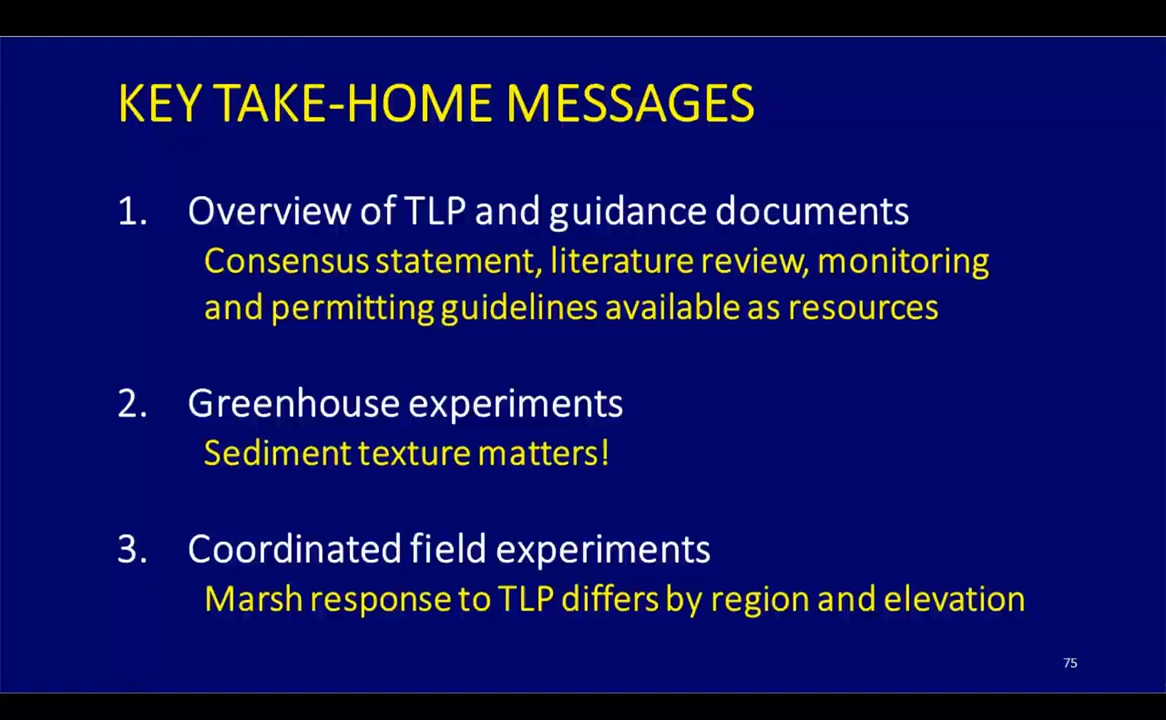 KEY TAKE-HOME MESSAGES
1. Overview of TLP and guidance documents
Consensus statement, literature review, monitoring
and permitting guidelines available as resources
2. Greenhouse experiments
Sediment texture matters!
3. Coordinated field experiments
Marsh response to TLP differs by region and elevation
75